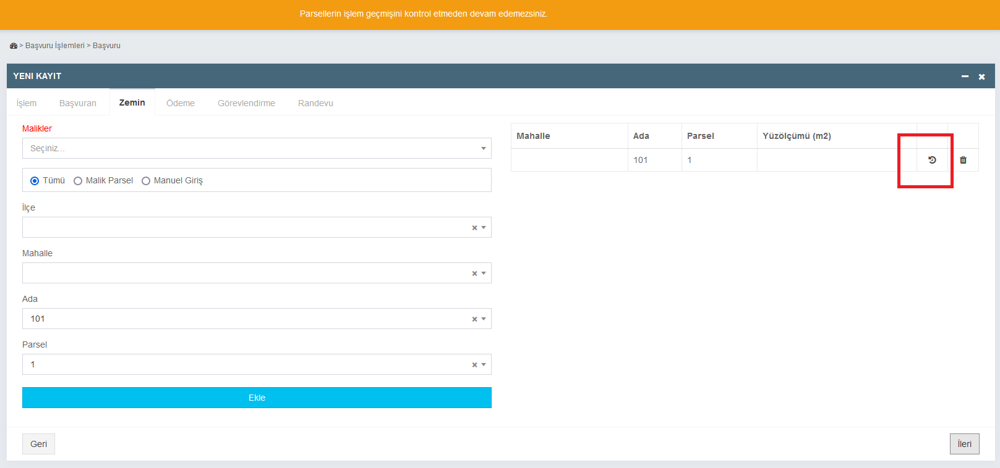 Parsellerin işlem geçmişini kontrol etmeden devam edemezsiniz.
> Başvuru İşlemleri > Başvuru
YENI KAYIT
İşlem Başvuran Zemin Ödeme Görevlendirme Randevu
Malikler
Seçiniz...
Tümü Malik Parsel Manuel Giriş
İlçe
Mahalle
Ada
101
Parsel
1
Ekle
Mahalle Ada Parsel Yüzölçümü (m2)
101 1
Geri
İleri